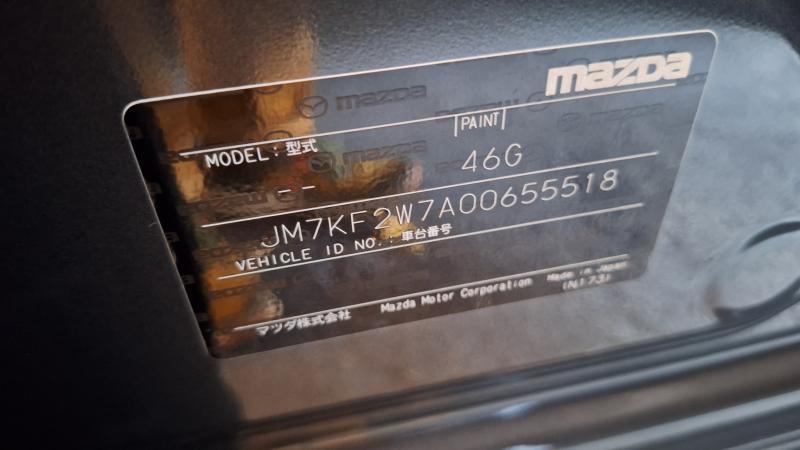 mazda
PAINT
MODEL: 型式
46G
--
JM7KF2W7A00655518
VEHICLE ID NO.: 車台番号
マツダ株式会社 Mazda Motor Corporation Made in Japan
(N173)